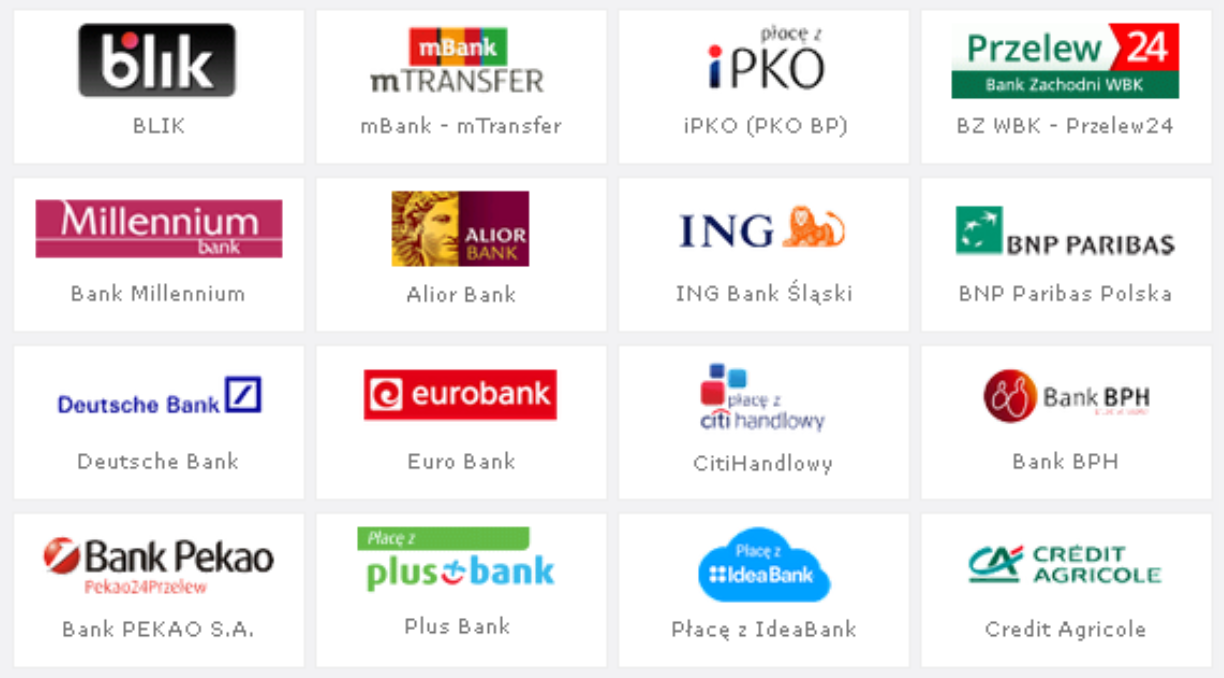 blik
BLIK
mBank
mTRANSFER
mBank - mTransfer
płacę z
iPKO
iPKO (PKO BP)
Przelew 24
Bank Zachodni WBK
BZ WBK - Przelew24
Millennium
bank
Bank Millennium
ALIOR
BANK
Alior Bank
ING
ING Bank Śląski
BNP PARIBAS
BNP Paribas Polska
Deutsche Bank
Deutsche Bank
e eurobank
Euro Bank
płacę z
citi handlowy
CitiHandlowy
Bank BPH
Bank BPH
Bank Pekao
Pekao24Przelew
Bank PEKAO S.A.
Płacę z
plus bank
Plus Bank
Płacę z
IdeaBank
Płacę z IdeaBank
CA CRÉDIT
AGRICOLE
Credit Agricole